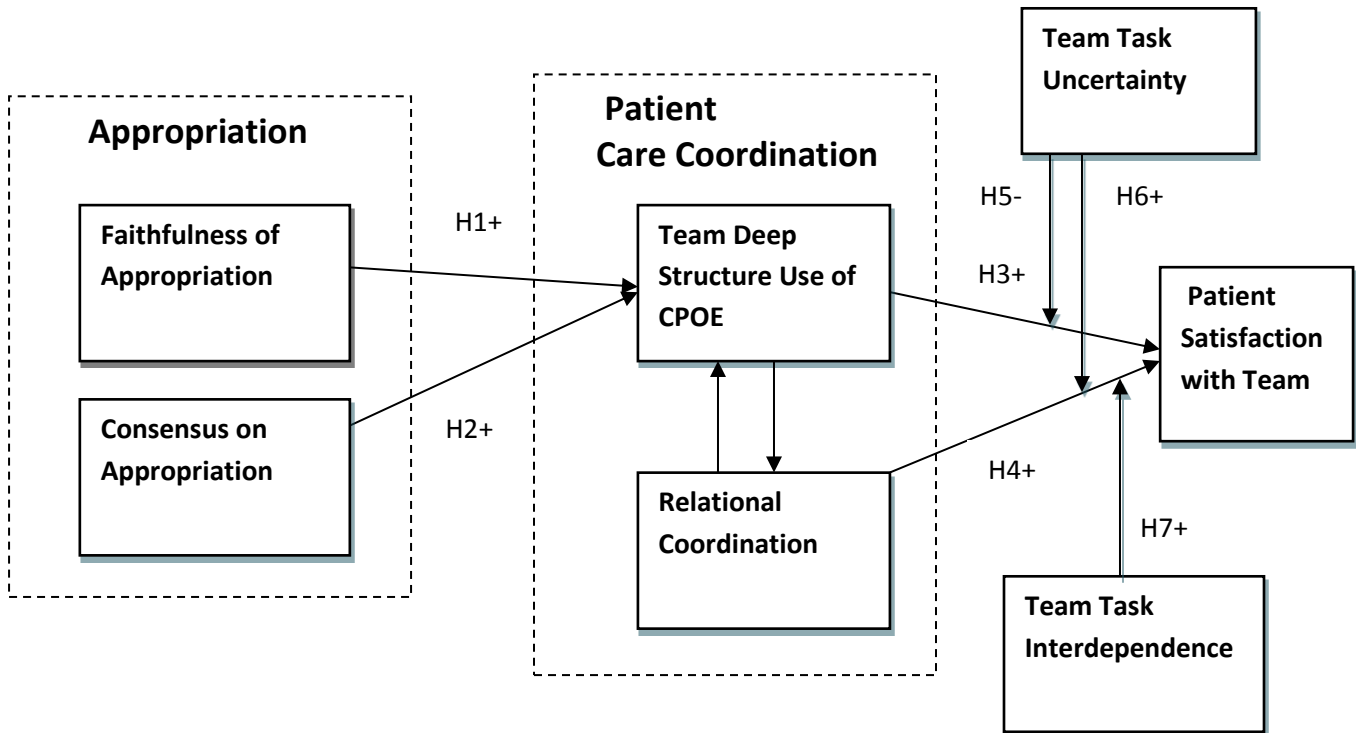 Appropriation
Faithfulness of
Appropriation
Consensus on
Appropriation
H1+
H2+
Patient
Care Coordination
Team Deep
Structure Use of
CPOE
Relational
Coordination
Team Task
Uncertainty
H5-
H6+
H3+
H4+
H7+
Patient
Satisfaction
with Team
Team Task
Interdependence